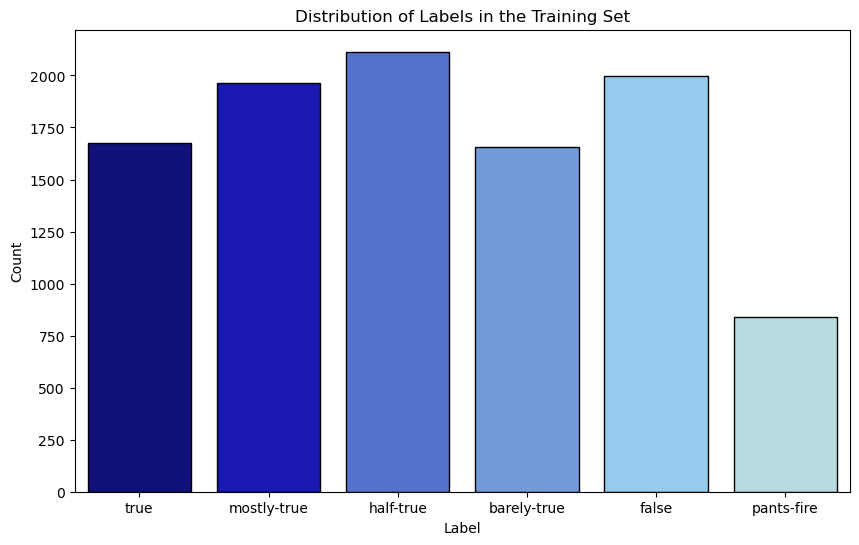 Distribution of Labels in the Training Set
2000
1750
1500
1250
1000
750
500
250
0
Count
true mostly-true half-true barely-true false pants-fire
Label